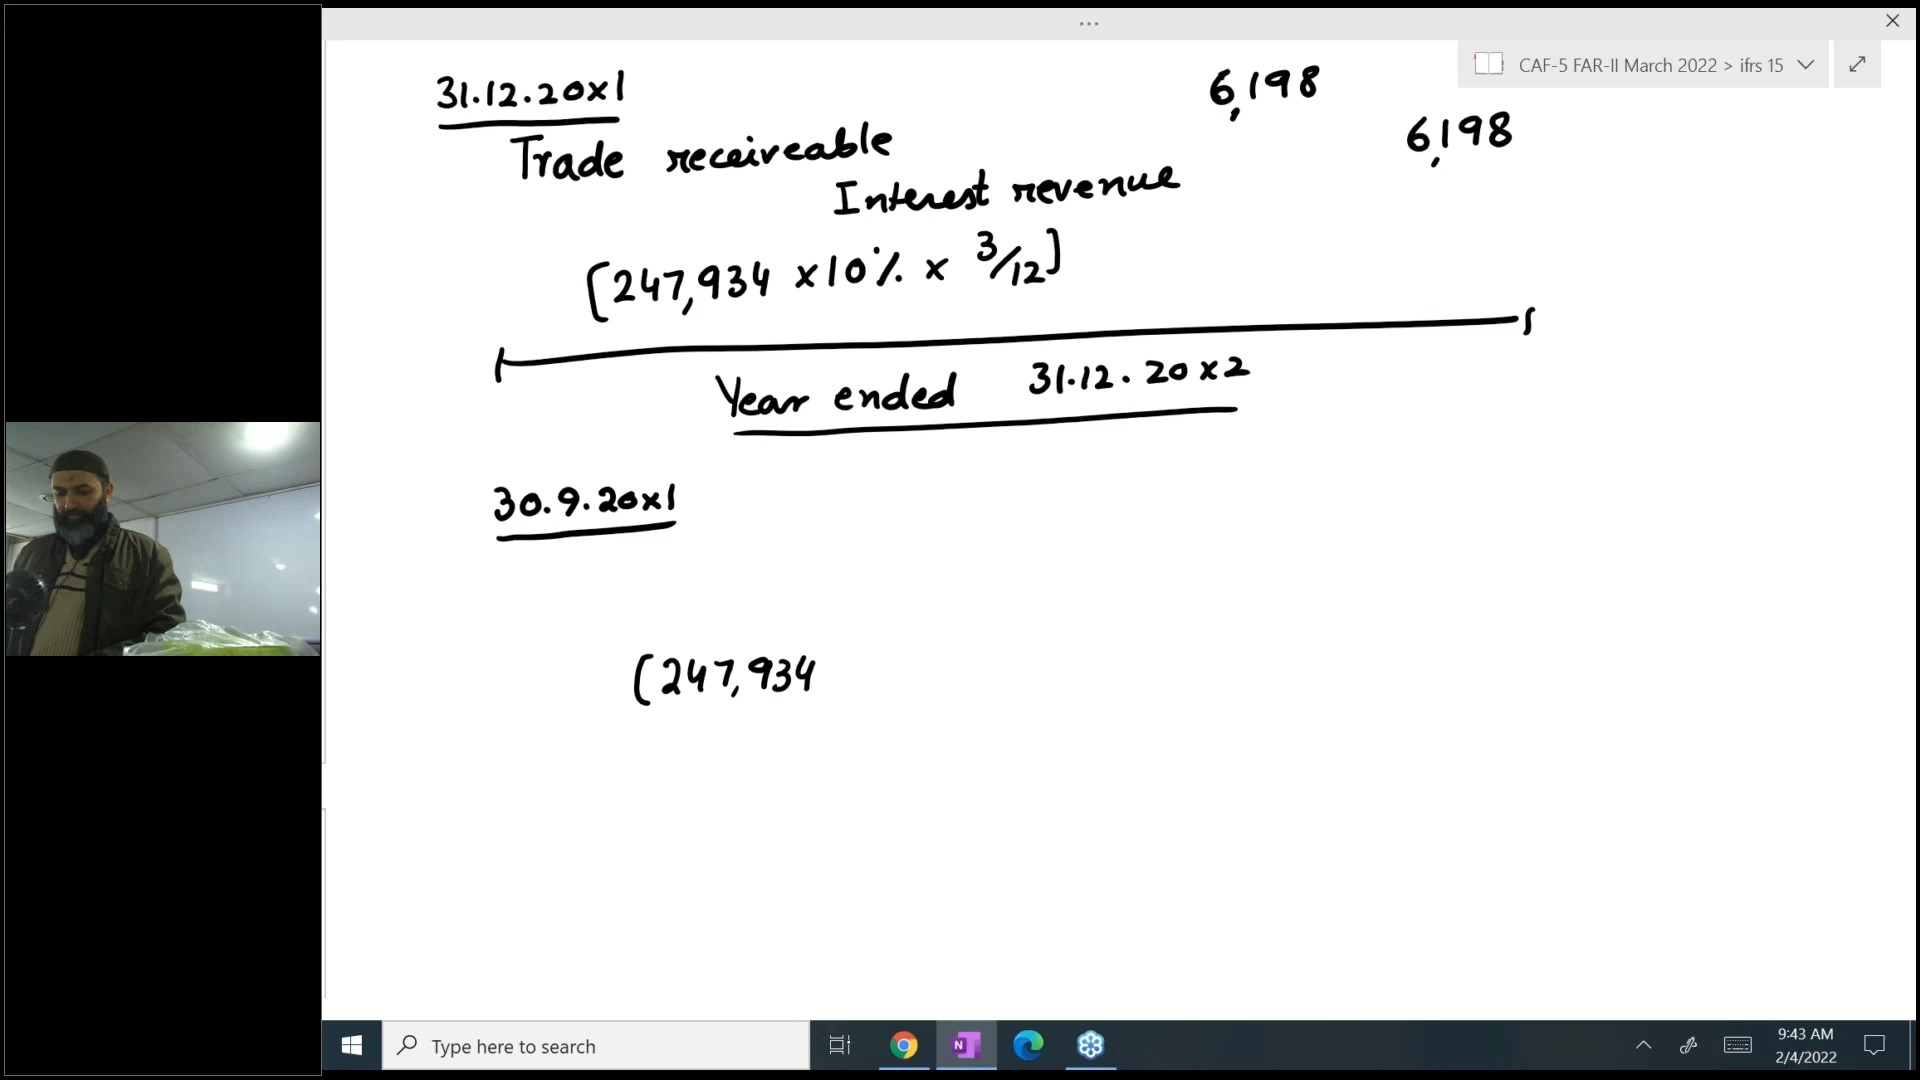 CAF-5 FAR-II March 2022 > ifrs 15
31.12.20x1
Trade receiveable 6,198
Interest revenue 6,198
[247,934 x10% x 3/12]
Year ended 31.12.20x2
30.9.20x1
(247,934
Type here to search
9:43 AM
2/4/2022